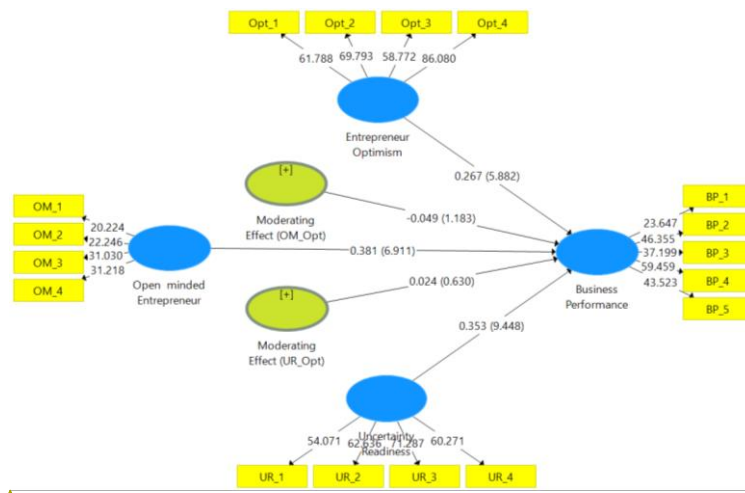 Opt_1
Opt_2
Opt_3
Opt_4
61.788
69.793
58.772
86.080
Entrepreneur
Optimism
[+]
Moderating
Effect (OM_Opt)
0.267 (5.882)
-0.049 (1.183)
OM_1
OM_2
OM_3
OM_4
20.224
22.246
31.030
31.218
Open minded
Entrepreneur
0.381 (6.911)
0.024 (0.630)
[+]
Moderating
Effect (UR_Opt)
0.353 (9.448)
Business
Performance
23.647
46.355
37.199
59.459
43.523
BP_1
BP_2
BP_3
BP_4
BP_5
Uncertainty
Readiness
54.071
62.636
71.287
60.271
UR_1
UR_2
UR_3
UR_4